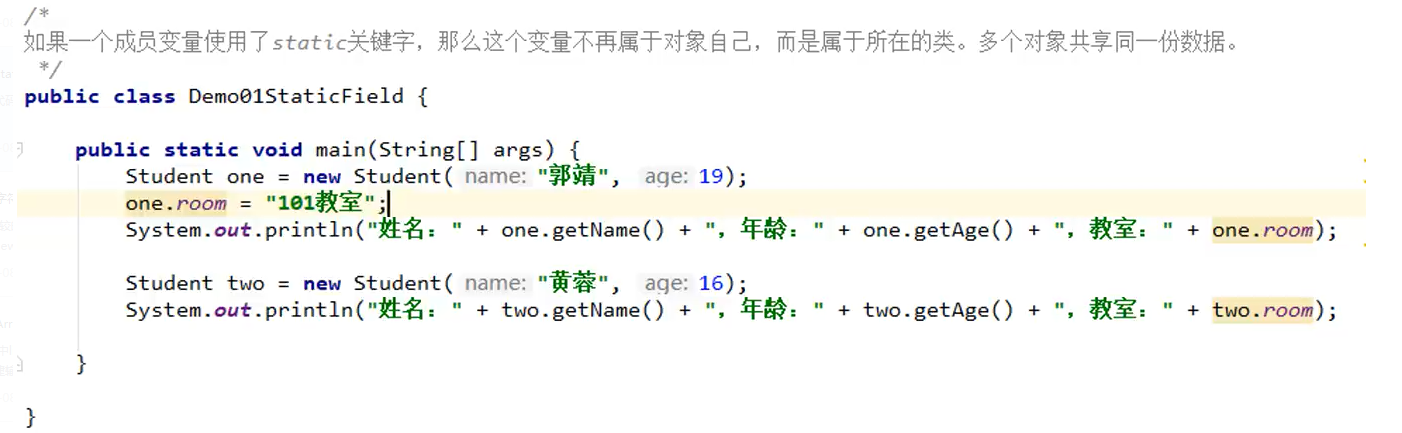 /*
如果一个成员变量使用了static关键字，那么这个变量不再属于对象自己，而是属于所在的类。多个对象共享同一份数据。
*/
public class Demo01StaticField {
public static void main(String[] args) {
Student one = new Student( name: "郭靖", age: 19);
one.room = "101教室";
System.out.println("姓名：" + one.getName() + "，年龄：" + one.getAge() + "，教室：" + one.room);
Student two = new Student( name: "黄蓉", age: 16);
System.out.println("姓名：" + two.getName() + "，年龄：" + two.getAge() + "，教室：" + two.room);
}
}